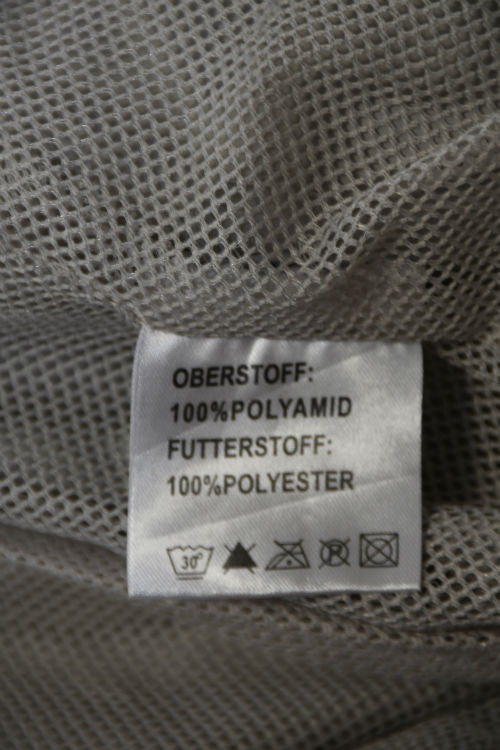 OBERSTOFF:
100%POLYAMID
FUTTERSTOFF:
100%POLYESTER
30° P